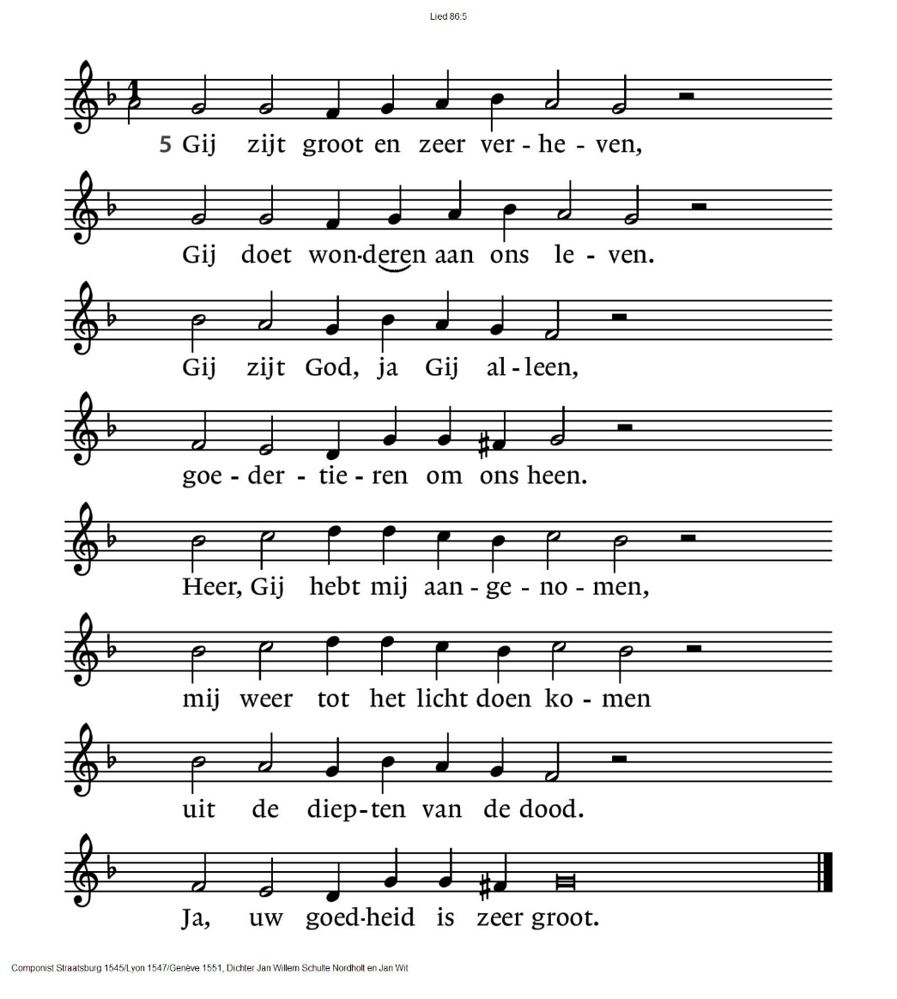 Lied 86:5
1
5 Gij zijt groot en zeer ver - he - ven,
Gij doet won-deren aan ons le - ven.
Gij zijt God, ja Gij al - leen,
goe - der - tie - ren om ons heen.
Heer, Gij hebt mij aan - ge - no - men,
mij weer tot het licht doen ko - men
uit de diep-ten van de dood.
Ja, uw goed-heid is zeer groot.
Componist Straatsburg 1545/Lyon 1547/Genève 1551, Dichter Jan Willem Schulte Nordholt en Jan Wit